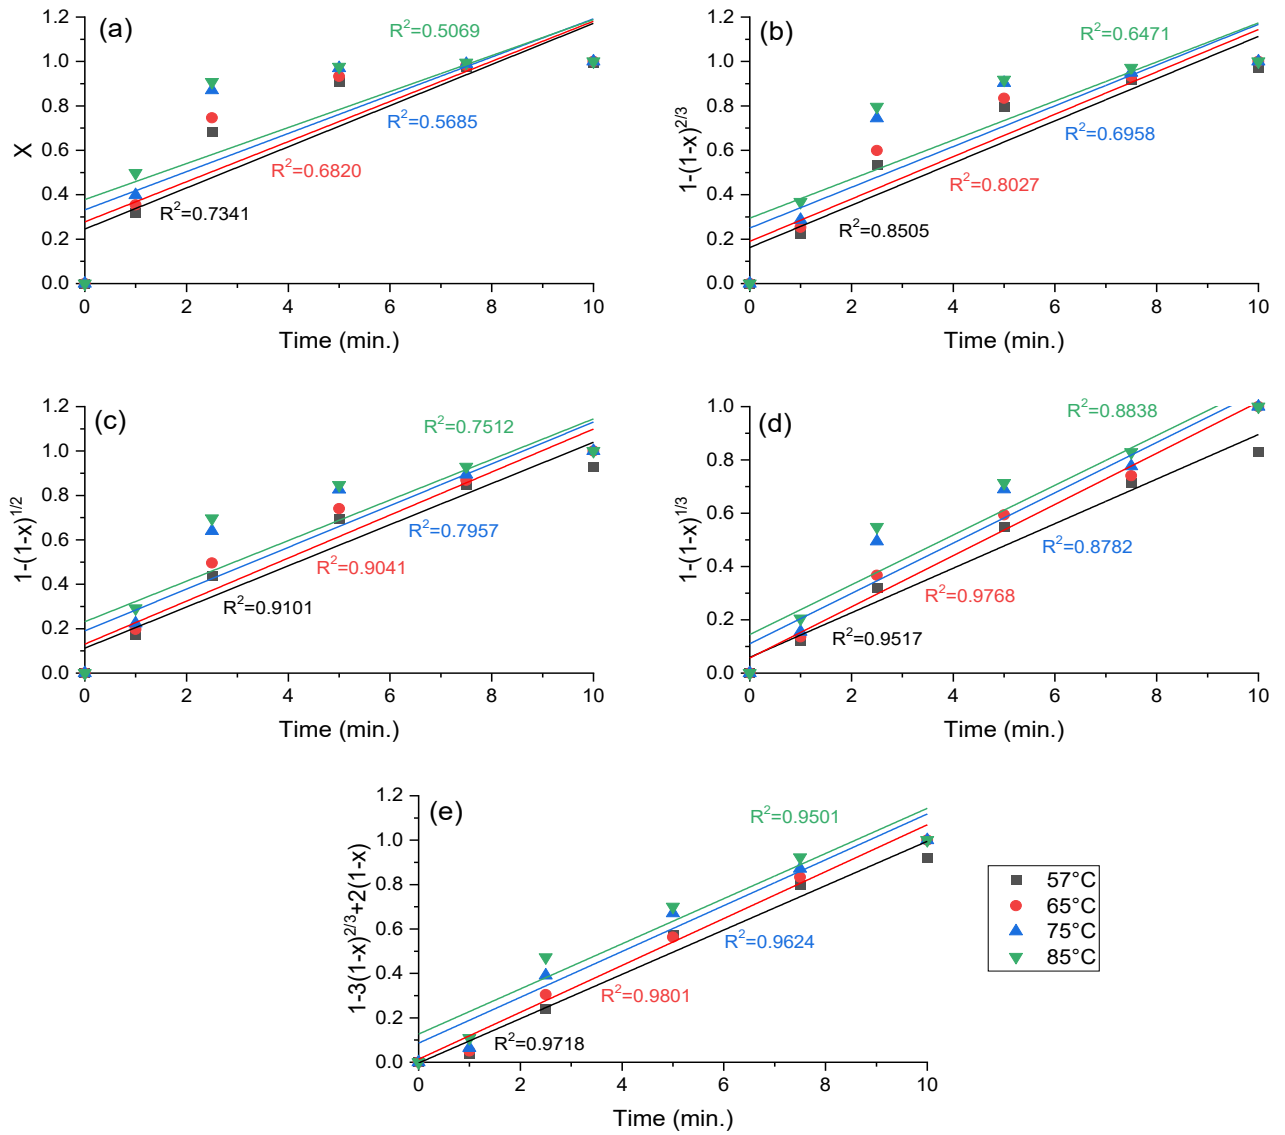 (a)
R²=0.5069
R²=0.5685
R²=0.6820
R²=0.7341
X
1.2
1.0
0.8
0.6
0.4
0.2
0.0
0 2 4 6 8 10
Time (min.)
(b)
R²=0.6471
R²=0.6958
R²=0.8027
R²=0.8505
1-(1-x)^2/3
1.2
1.0
0.8
0.6
0.4
0.2
0.0
0 2 4 6 8 10
Time (min.)
(c)
R²=0.7512
R²=0.7957
R²=0.9041
R²=0.9101
1-(1-x)^1/2
1.2
1.0
0.8
0.6
0.4
0.2
0.0
0 2 4 6 8 10
Time (min.)
(d)
R²=0.8838
R²=0.8782
R²=0.9768
R²=0.9517
1-(1-x)^1/3
1.0
0.8
0.6
0.4
0.2
0.0
0 2 4 6 8 10
Time (min.)
(e)
R²=0.9501
R²=0.9624
R²=0.9801
R²=0.9718
1-3(1-x)^2/3+2(1-x)
1.2
1.0
0.8
0.6
0.4
0.2
0.0
0 2 4 6 8 10
Time (min.)
57°C
65°C
75°C
85°C